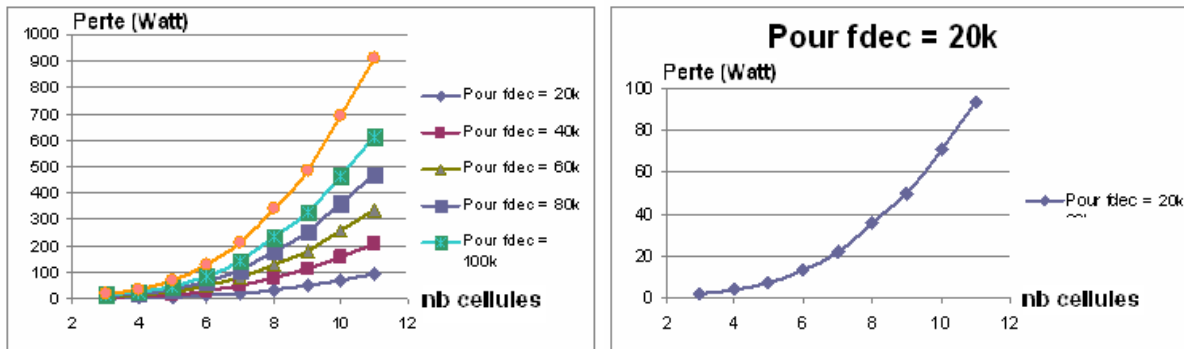 Perte (Watt)
1000
900
800
700
600
500
400
300
200
100
0
2 4 6 8 10 12
nb cellules
Pour fdec = 20k
Pour fdec = 40k
Pour fdec = 60k
Pour fdec = 80k
Pour fdec =
100k
Pour fdec = 20k
Perte (Watt)
100
80
60
40
20
0
2 4 6 8 10 12
nb cellules
Pour fdec = 20k